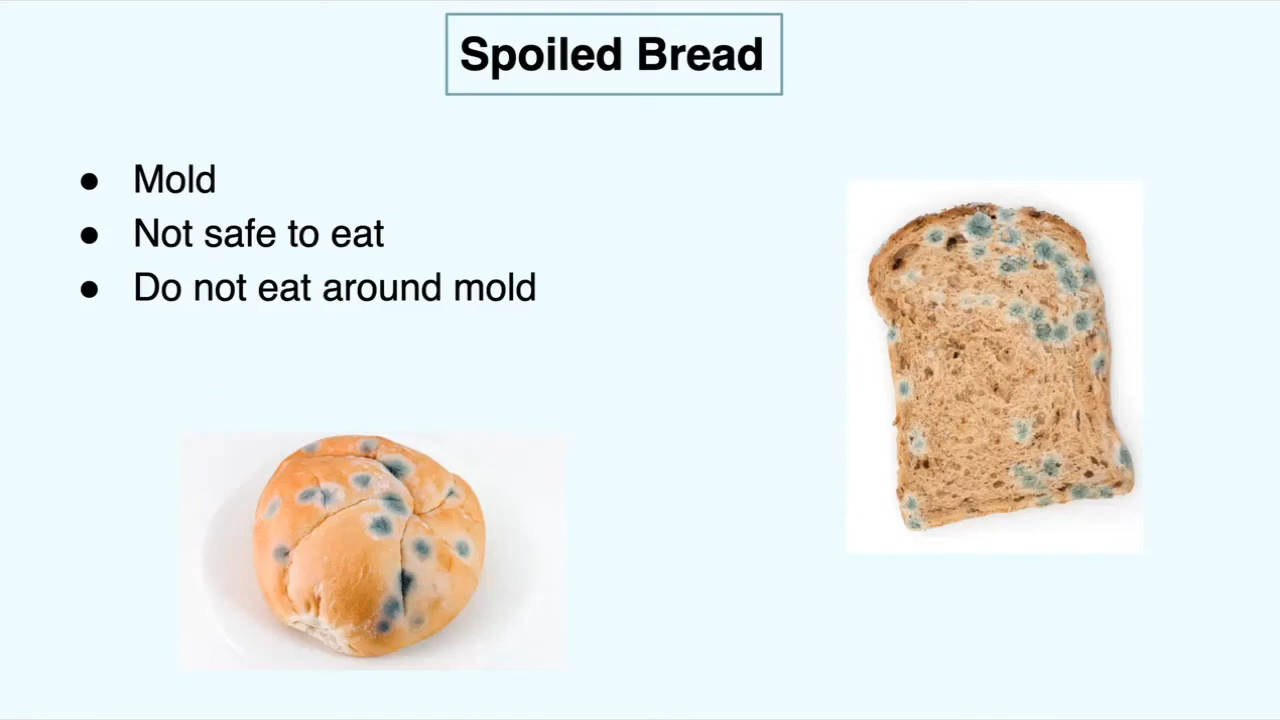 Spoiled Bread
● Mold
● Not safe to eat
● Do not eat around mold